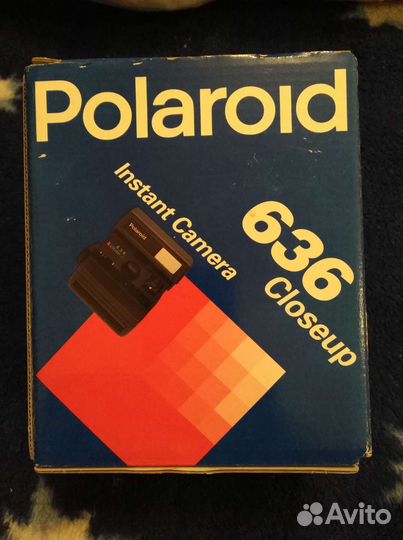 Polaroid
Instant Camera
636
Closeup
Polaroid
Avito